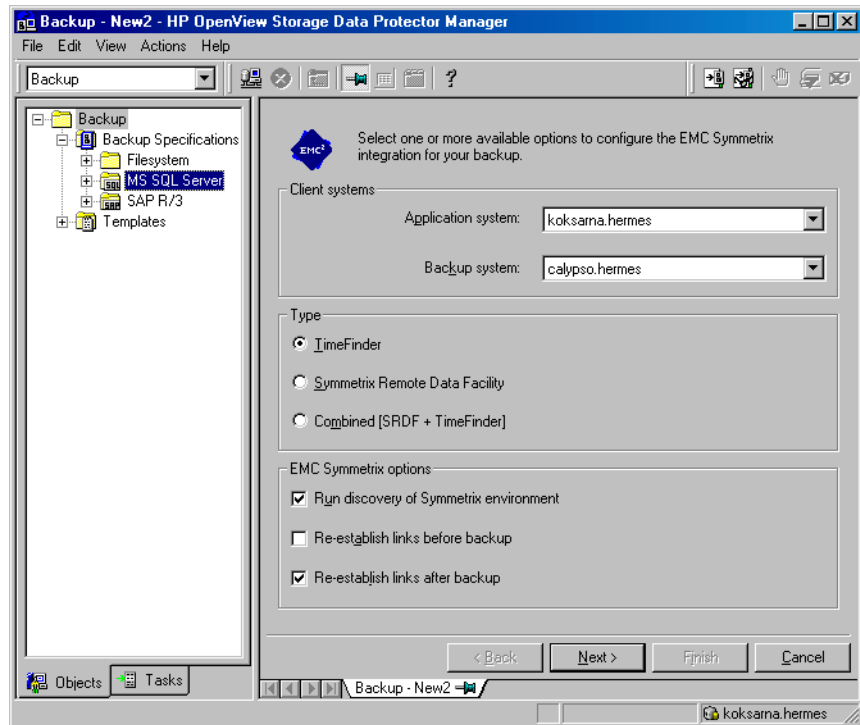 Backup - New2 - HP OpenView Storage Data Protector Manager
File Edit View Actions Help
Backup
?
Backup
Backup Specifications
Filesystem
MS SQL Server
SAP R/3
Templates
EMC²
Select one or more available options to configure the EMC Symmetrix
integration for your backup.
Client systems
Application system: koksarna.hermes
Backup system: calypso.hermes
Type
TimeFinder
Symmetrix Remote Data Facility
Combined [SRDF + TimeFinder]
EMC Symmetrix options
Run discovery of Symmetrix environment
Re-establish links before backup
Re-establish links after backup
< Back Next > Finish Cancel
Objects Tasks
Backup - New2
koksarna.hermes